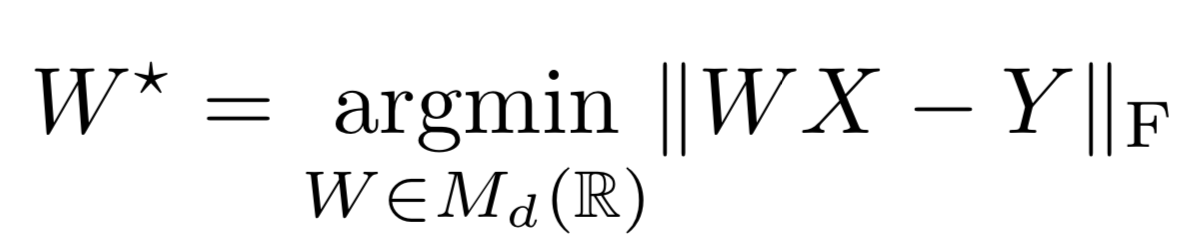 W⋆ = argmin ‖WX − Y‖F
W∈Md(ℝ)